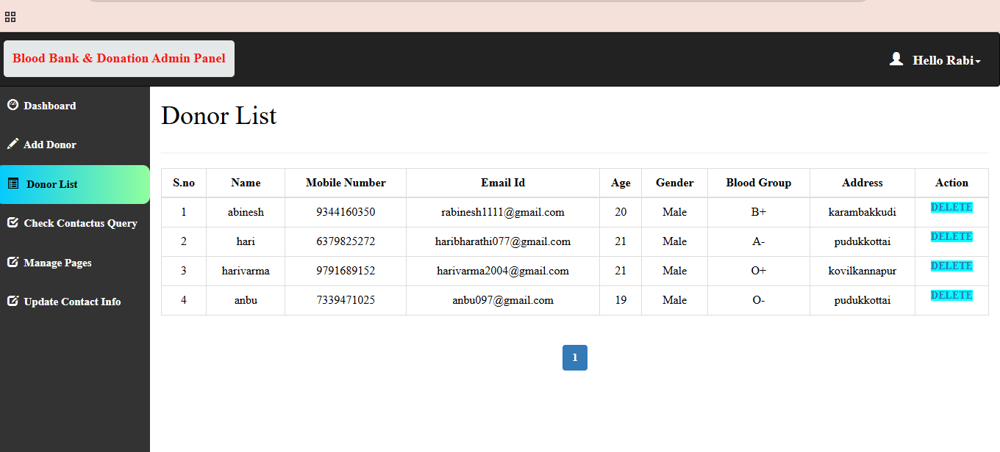 Blood Bank & Donation Admin Panel
Hello Rabi
Dashboard
Add Donor
Donor List
Check Contactus Query
Manage Pages
Update Contact Info
Donor List
S.no Name Mobile Number Email Id Age Gender Blood Group Address Action
1 abinesh 9344160350 rabinesh1111@gmail.com 20 Male B+ karambakkudi DELETE
2 hari 6379825272 haribharathi077@gmail.com 21 Male A- pudukkottai DELETE
3 harivarma 9791689152 harivarma2004@gmail.com 21 Male O+ kovilkannapur DELETE
4 anbu 7339471025 anbu097@gmail.com 19 Male O- pudukkottai DELETE
1